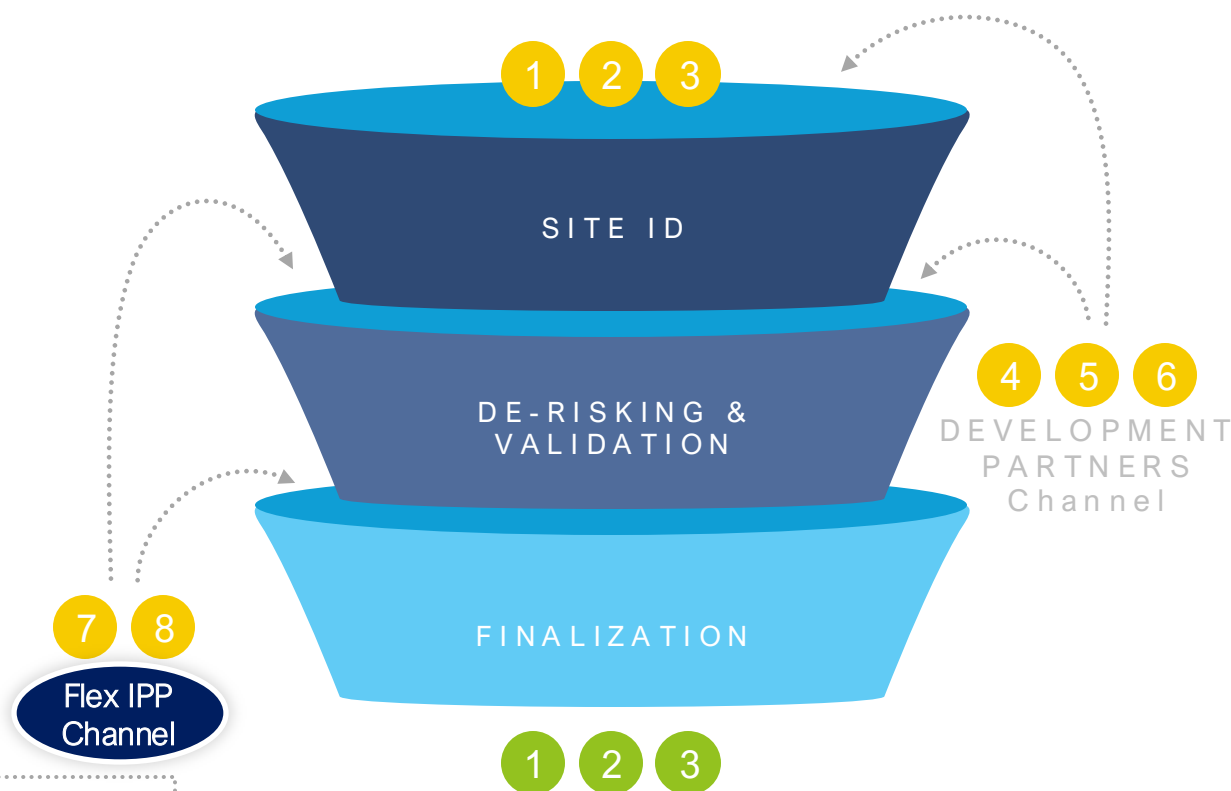 1 2 3
SITE ID
DE-RISKING &
VALIDATION
4 5 6
DEVELOPMENT
PARTNERS
Channel
FINALIZATION
7 8
Flex IPP
Channel
1 2 3